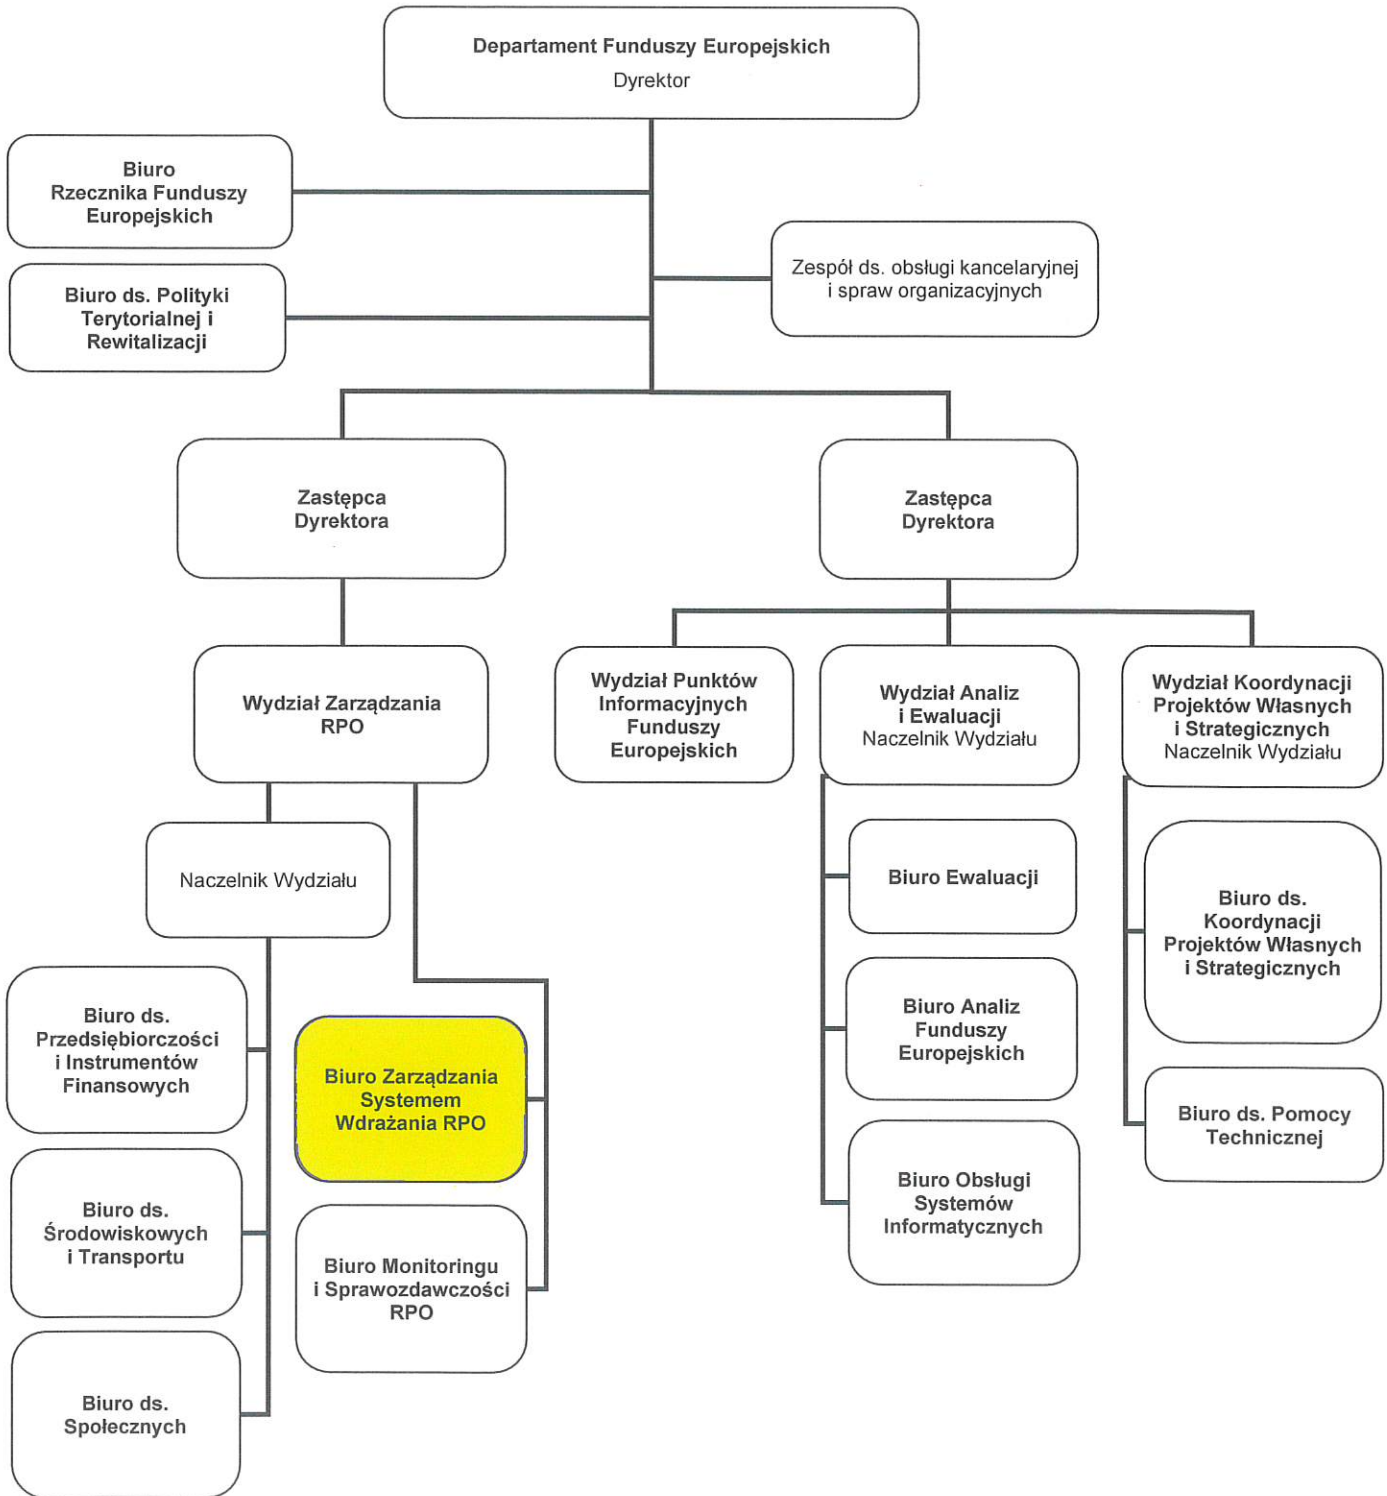 Departament Funduszy Europejskich
Dyrektor
Biuro
Rzecznika Funduszy
Europejskich
Zespół ds. obsługi kancelaryjnej
i spraw organizacyjnych
Biuro ds. Polityki
Terytorialnej i
Rewitalizacji
Zastępca
Dyrektora
Zastępca
Dyrektora
Wydział Zarządzania
RPO
Wydział Punktów
Informacyjnych
Funduszy
Europejskich
Wydział Analiz
i Ewaluacji
Naczelnik Wydziału
Wydział Koordynacji
Projektów Własnych
i Strategicznych
Naczelnik Wydziału
Naczelnik Wydziału
Biuro ds.
Przedsiębiorczości
i Instrumentów
Finansowych
Biuro ds.
Środowiskowych
i Transportu
Biuro ds.
Społecznych
Biuro Zarządzania
Systemem
Wdrażania RPO
Biuro Monitoringu
i Sprawozdawczości
RPO
Biuro Ewaluacji
Biuro Analiz
Funduszy
Europejskich
Biuro Obsługi
Systemów
Informatycznych
Biuro ds.
Koordynacji
Projektów Własnych
i Strategicznych
Biuro ds. Pomocy
Technicznej